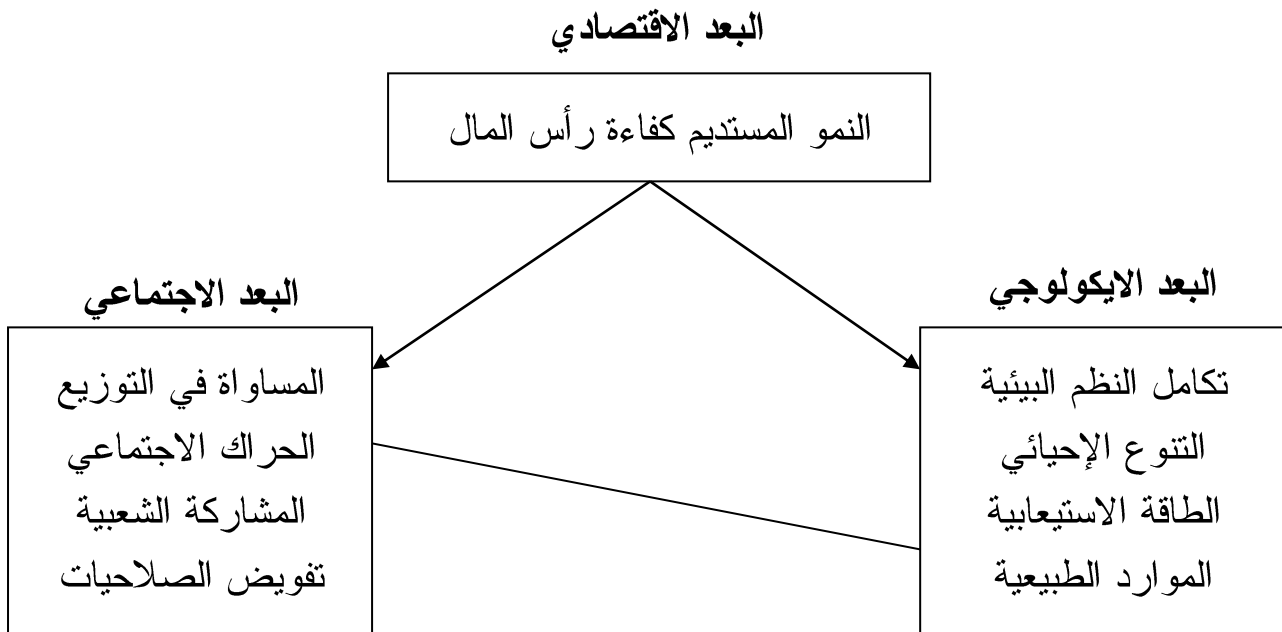 البعد الاقتصادي
النمو المستديم كفاءة رأس المال
البعد الايكولوجي
تكامل النظم البيئية
التنوع الإحيائي
الطاقة الاستيعابية
الموارد الطبيعية
البعد الاجتماعي
المساواة في التوزيع
الحراك الاجتماعي
المشاركة الشعبية
تفويض الصلاحيات